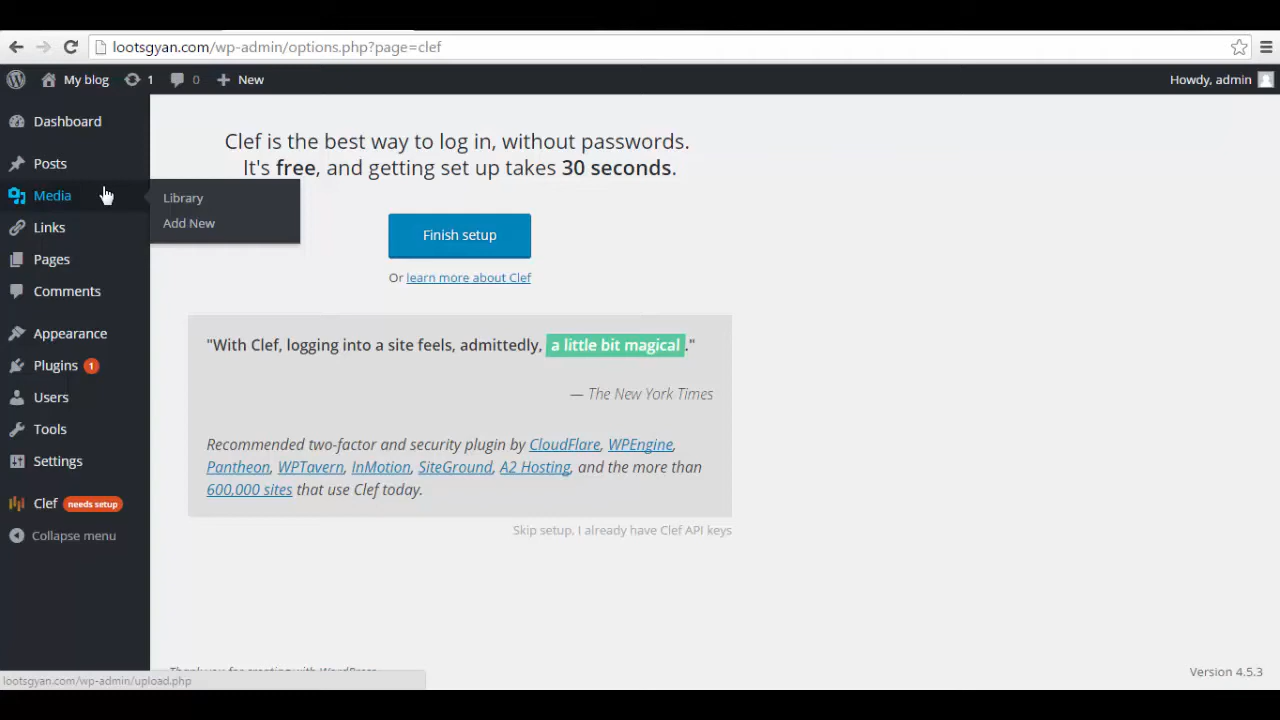 lootsgyan.com/wp-admin/options.php?page=clef
My blog 1 0 New Howdy, admin
Dashboard
Posts
Media
Links
Pages
Comments
Appearance
Plugins 1
Users
Tools
Settings
Clef needs setup
Collapse menu
Library
Add New
Clef is the best way to log in, without passwords.
It's free, and getting set up takes 30 seconds.
Finish setup
Or learn more about Clef
"With Clef, logging into a site feels, admittedly, a little bit magical."
— The New York Times
Recommended two-factor and security plugin by CloudFlare, WPEngine,
Pantheon, WPTavern, InMotion, SiteGround, A2 Hosting, and the more than
600,000 sites that use Clef today.
Skip setup, I already have Clef API keys
Thank you for creating with WordPress.
Version 4.5.3
lootsgyan.com/wp-admin/upload.php